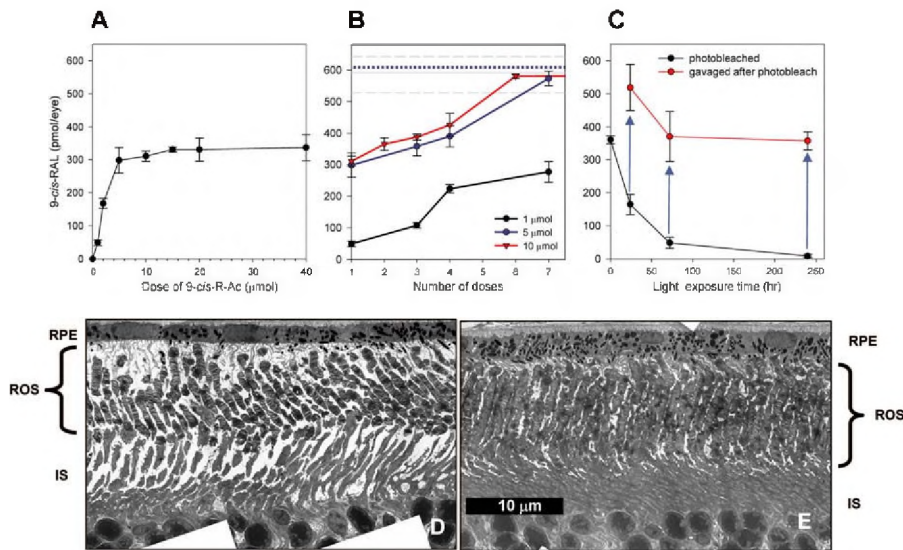 A
B
C
9-cis-RAL (pmol/eye)
600
500
400
300
200
100
0
0
10
20
30
40
Dose of 9-cis-R-Ac (μmol)
600
500
400
300
200
100
0
1 μmol
5 μmol
10 μmol
1
2
3
4
6
7
Number of doses
photobleached
gavaged after photobleach
600
500
400
300
200
100
0
0
50
100
150
200
250
Light exposure time (hr)
RPE
ROS
IS
D
RPE
ROS
IS
10 μm
E